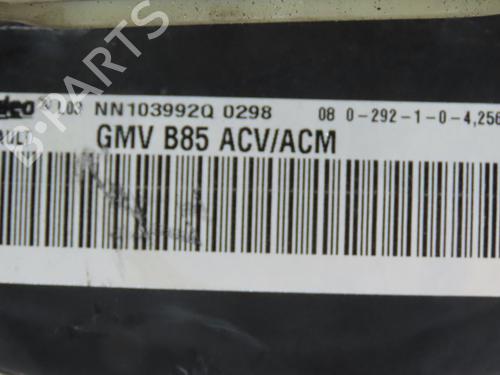 NN103992Q 0298 08 0-292-1-0-4,256
GMV B85 ACV/ACM
B PARTS